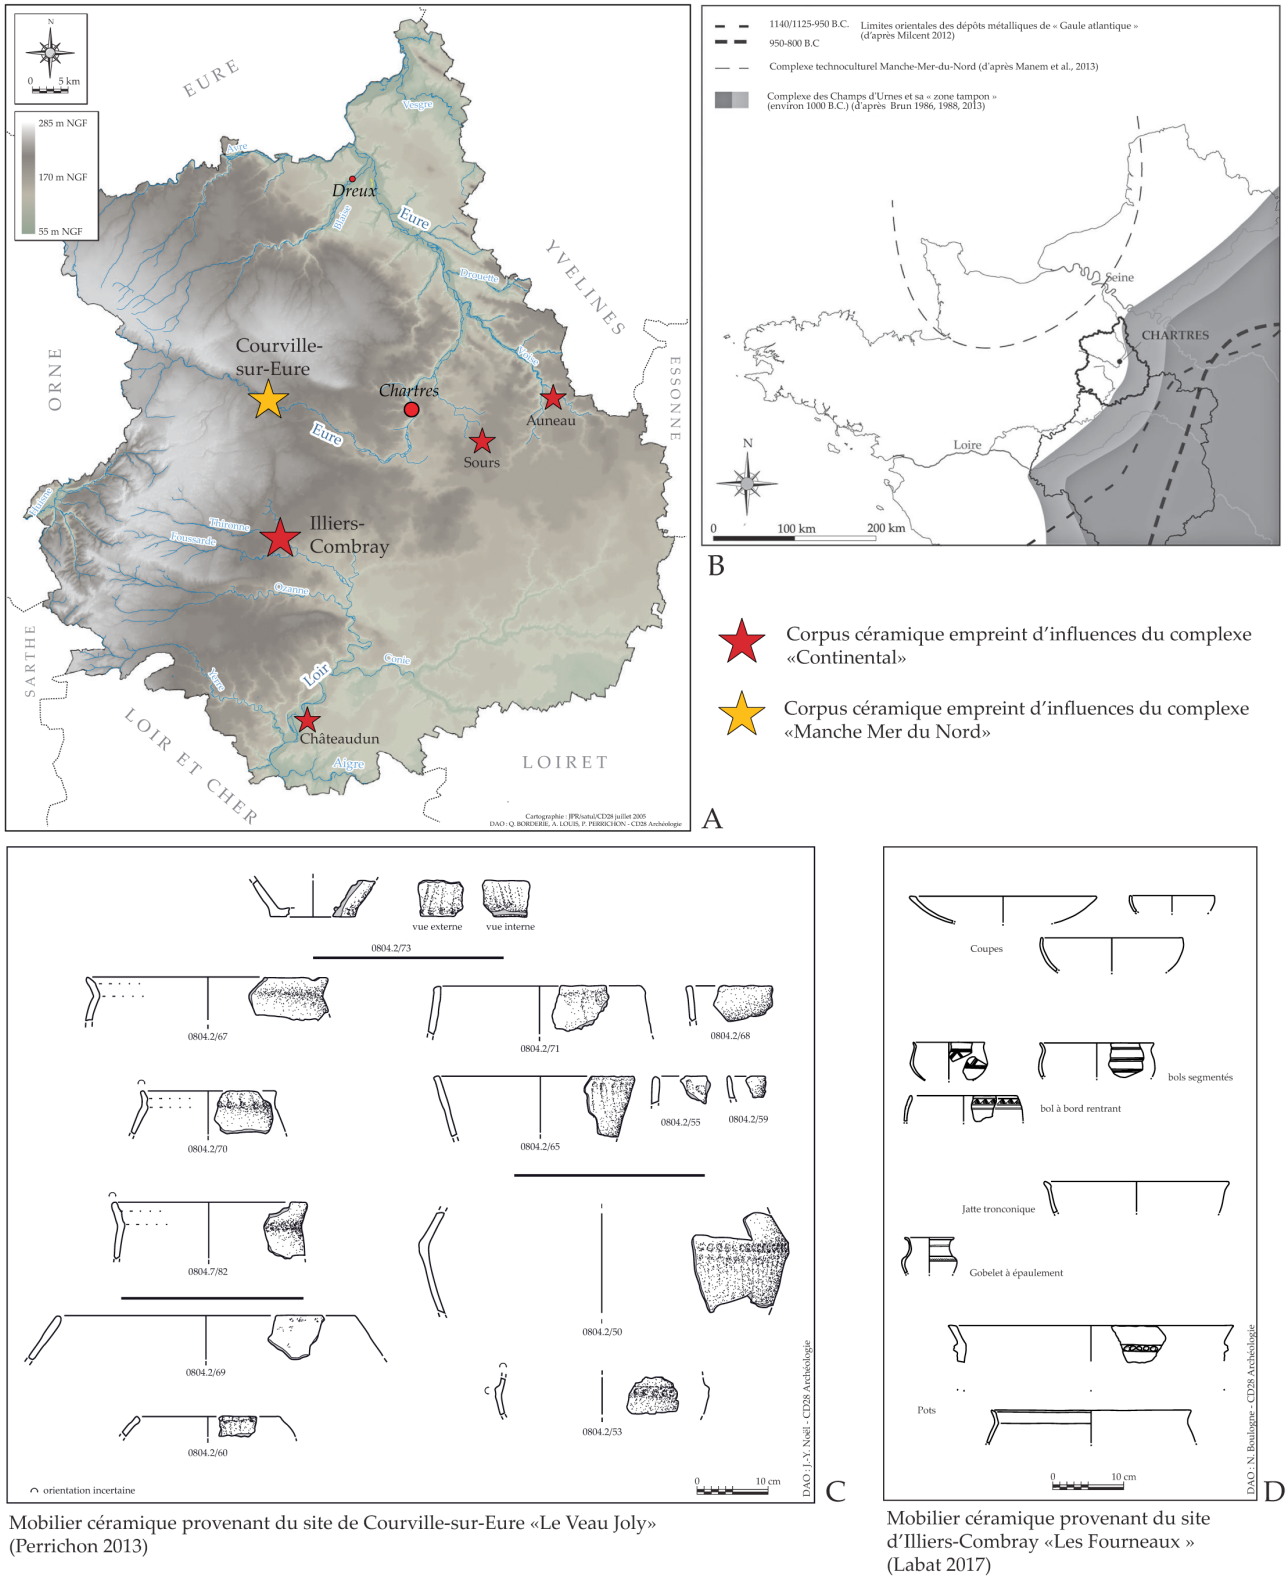 N
0 5 km
285 m NGF
170 m NGF
55 m NGF
EURE
Vesgre
Avre
Dreux
Blaise
Eure
YVELINES
Drouette
ORNE
Courville-
sur-Eure
Voise
ESSONNE
Chartres
Auneau
Eure
Sours
Huisne
Thironne
Foussarde
Illiers-
Combray
Ozanne
SARTHE
Conie
Loir
Yerre
LOIR ET CHER
Châteaudun
Aigre
LOIRET
Cartographie : JPR/satul/CD28 juillet 2005
DAO : Q. BORDERIE, A. LOUIS, P. PERRICHON - CD28 Archéologie
A
1140/1125-950 B.C.
950-800 B.C
Limites orientales des dépôts métalliques de « Gaule atlantique »
(d'après Milcent 2012)
Complexe technoculturel Manche-Mer-du-Nord (d'après Manem et al., 2013)
Complexe des Champs d'Urnes et sa « zone tampon »
(environ 1000 B.C.) (d'après Brun 1986, 1988, 2013)
Seine
CHARTRES
Loire
N
0 100 km 200 km
B
Corpus céramique empreint d'influences du complexe
«Continental»
Corpus céramique empreint d'influences du complexe
«Manche Mer du Nord»
vue externe vue interne
0804.2/73
0804.2/67
0804.2/71
0804.2/68
0804.2/70
0804.2/65
0804.2/55
0804.2/59
0804.7/82
0804.2/50
0804.2/69
0804.2/53
0804.2/60
orientation incertaine
0 10 cm
DAO : J.-Y. Noël - CD28 Archéologie
C
Mobilier céramique provenant du site de Courville-sur-Eure «Le Veau Joly»
(Perrichon 2013)
Coupes
bols segmentés
bol à bord rentrant
Jatte tronconique
Gobelet à épaulement
Pots
0 10 cm
DAO : N. Boulogne - CD28 Archéologie
D
Mobilier céramique provenant du site
d'Illiers-Combray «Les Fourneaux »
(Labat 2017)